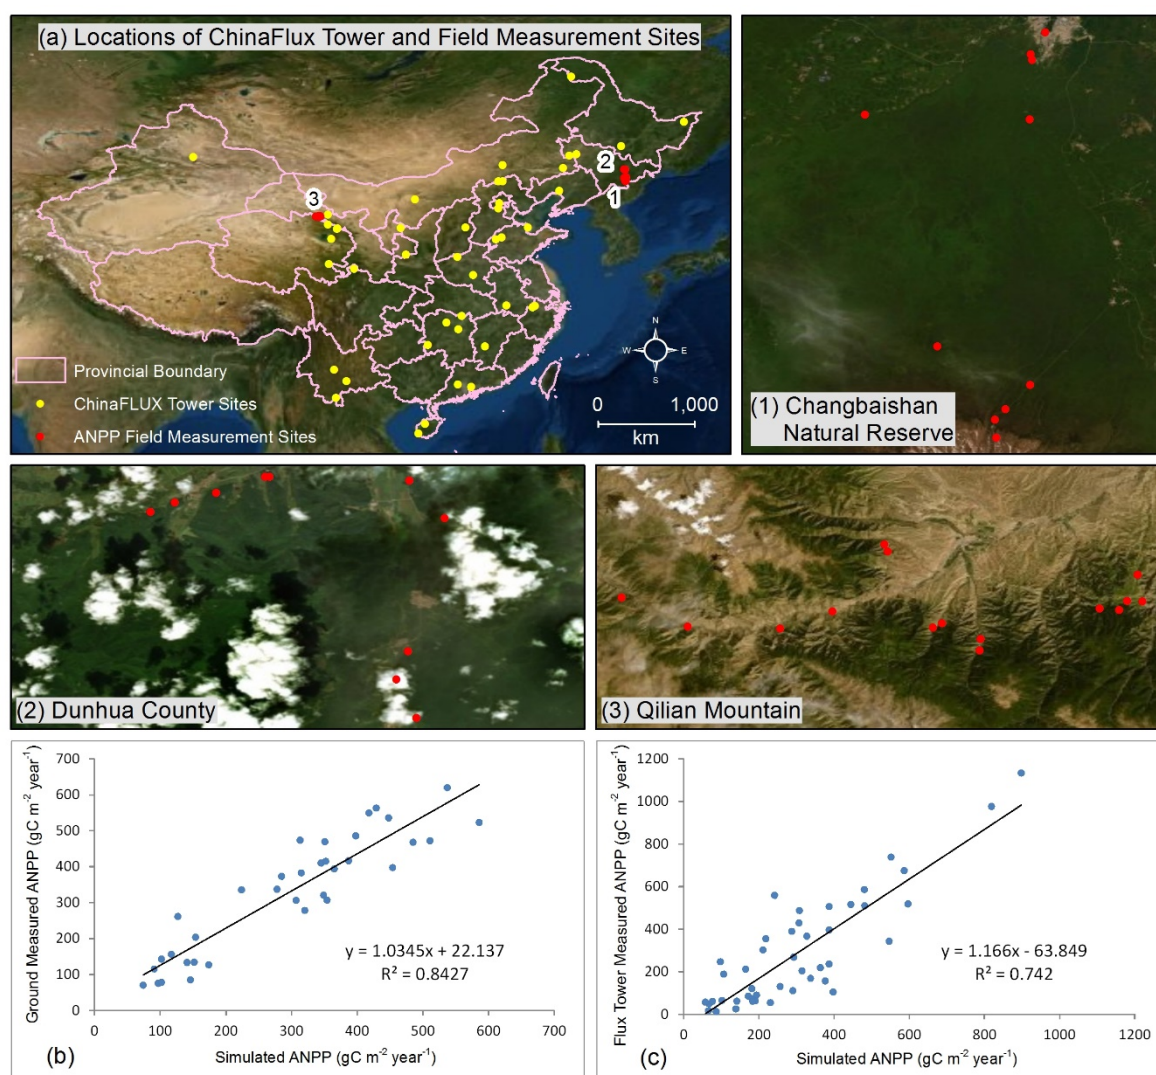 (a) Locations of ChinaFlux Tower and Field Measurement Sites
2
1
3
N
W E
S
Provincial Boundary
ChinaFLUX Tower Sites
ANPP Field Measurement Sites
0 1,000
km
(1) Changbaishan
Natural Reserve
(2) Dunhua County
(3) Qilian Mountain
Ground Measured ANPP (gC m⁻² year⁻¹)
700
600
500
400
300
200
100
0
y = 1.0345x + 22.137
R² = 0.8427
0 100 200 300 400 500 600 700
(b)
Simulated ANPP (gC m⁻² year⁻¹)
Flux Tower Measured ANPP (gC m⁻² year⁻¹)
1200
1000
800
600
400
200
0
y = 1.166x - 63.849
R² = 0.742
0 200 400 600 800 1000 1200
(c)
Simulated ANPP (gC m⁻² year⁻¹)